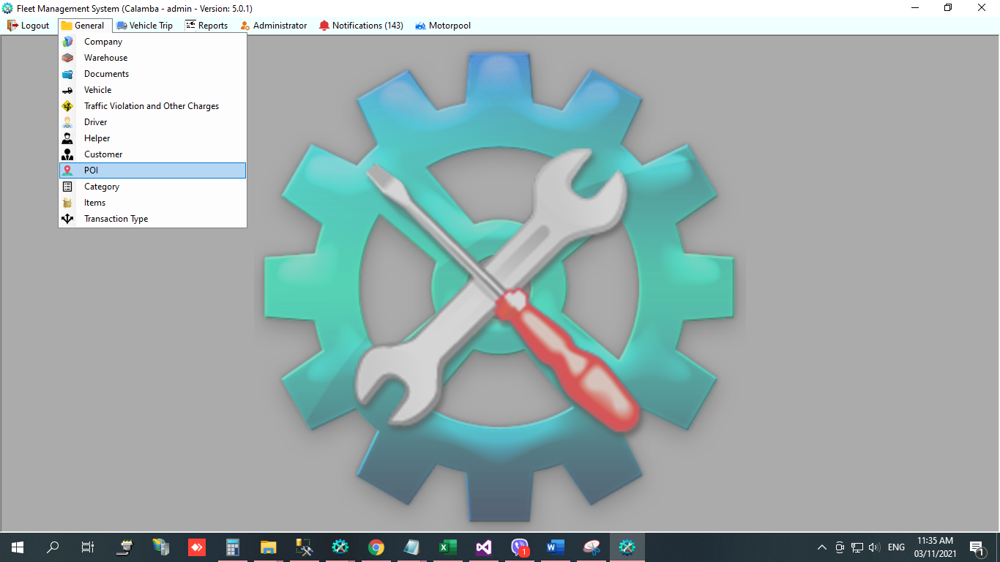 Fleet Management System (Calamba - admin - Version: 5.0.1)
Logout General Vehicle Trip Reports Administrator Notifications (143) Motorpool
Company
Warehouse
Documents
Vehicle
Traffic Violation and Other Charges
Driver
Helper
Customer
POI
Category
Items
Transaction Type
1
ENG
11:35 AM
03/11/2021
1